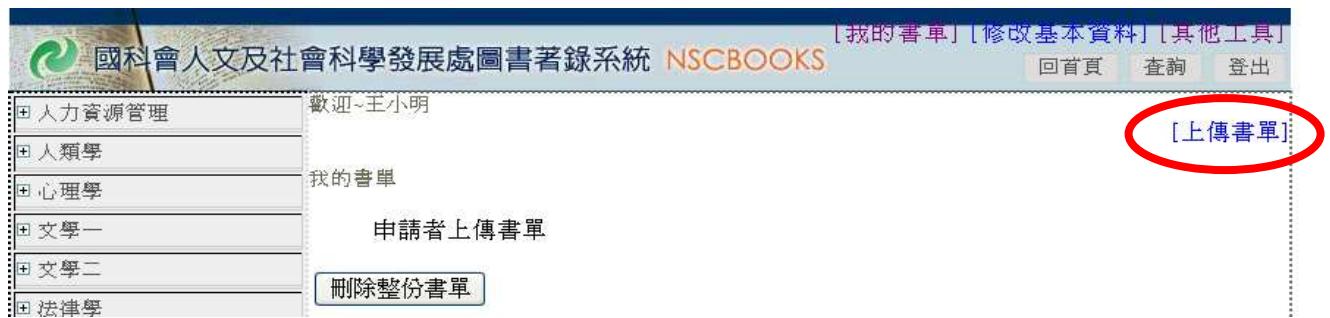 [我的書單] [修改基本資料] [其他工具]
國科會人文及社會科學發展處圖書著錄系統 NSCBOOKS
回首頁 查詢 登出
人力資源管理
人類學
心理學
文學一
文學二
法律學
歡迎~王小明
[上傳書單]
我的書單
申請者上傳書單
刪除整份書單